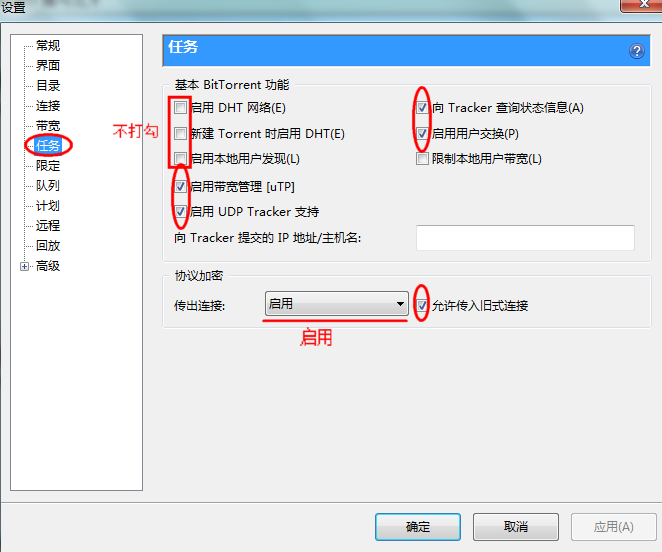 设置
常规
界面
目录
连接
带宽
任务
限定
队列
计划
远程
回放
高级
任务
基本 BitTorrent 功能
不打勾
启用 DHT 网络(E)
向 Tracker 查询状态信息(A)
新建 Torrent 时启用 DHT(E)
启用用户交换(P)
启用本地用户发现(L)
限制本地用户带宽(L)
启用带宽管理 [uTP]
启用 UDP Tracker 支持
向 Tracker 提交的 IP 地址/主机名:
协议加密
传出连接:
启用
允许传入旧式连接
启用
确定
取消
应用(A)